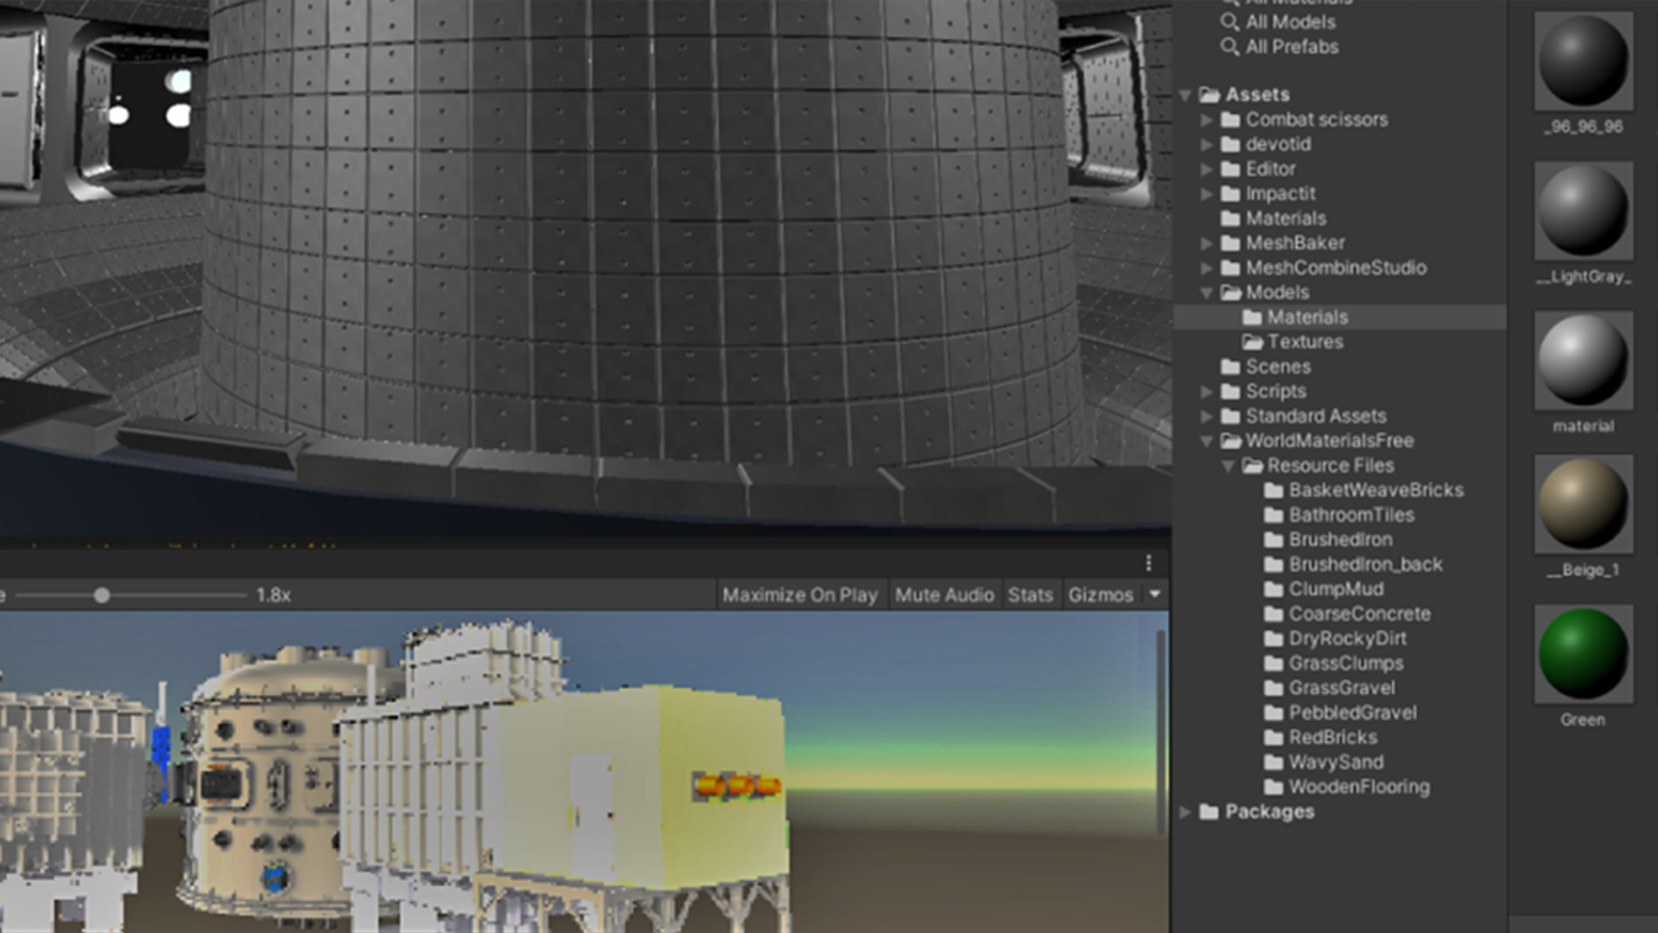 All Materials
All Models
All Prefabs
Assets
Combat scissors
devotid
Editor
Impactit
Materials
MeshBaker
MeshCombineStudio
Models
Materials
Textures
Scenes
Scripts
Standard Assets
WorldMaterialsFree
Resource Files
BasketWeaveBricks
BathroomTiles
BrushedIron
BrushedIron_back
ClumpMud
CoarseConcrete
DryRockyDirt
GrassClumps
GrassGravel
PebbledGravel
RedBricks
WavySand
WoodenFlooring
Packages
_96_96_96
__LightGray_
material
__Beige_1
Green
1.8x
Maximize On Play
Mute Audio
Stats
Gizmos